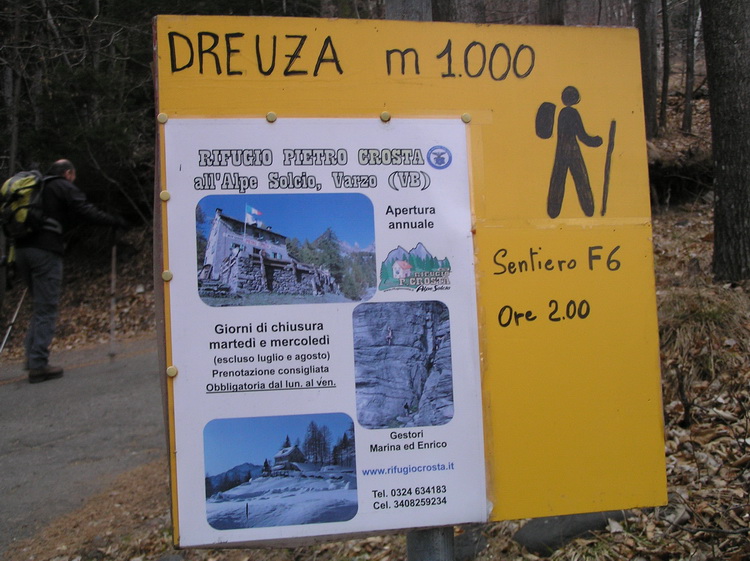 DREUZA m 1.000
RIFUGIO PIETRO CROSTA
all'Alpe Solcio, Varzo (VB)
Apertura
annuale
RIFUGIO
P. CROSTA
Alpe Solcio
Giorni di chiusura
martedì e mercoledì
(escluso luglio e agosto)
Prenotazione consigliata
Obbligatoria dal lun. al ven.
Gestori
Marina ed Enrico
www.rifugiocrosta.it
Tel. 0324 634183
Cel. 3408259234
Sentiero F6
Ore 2.00